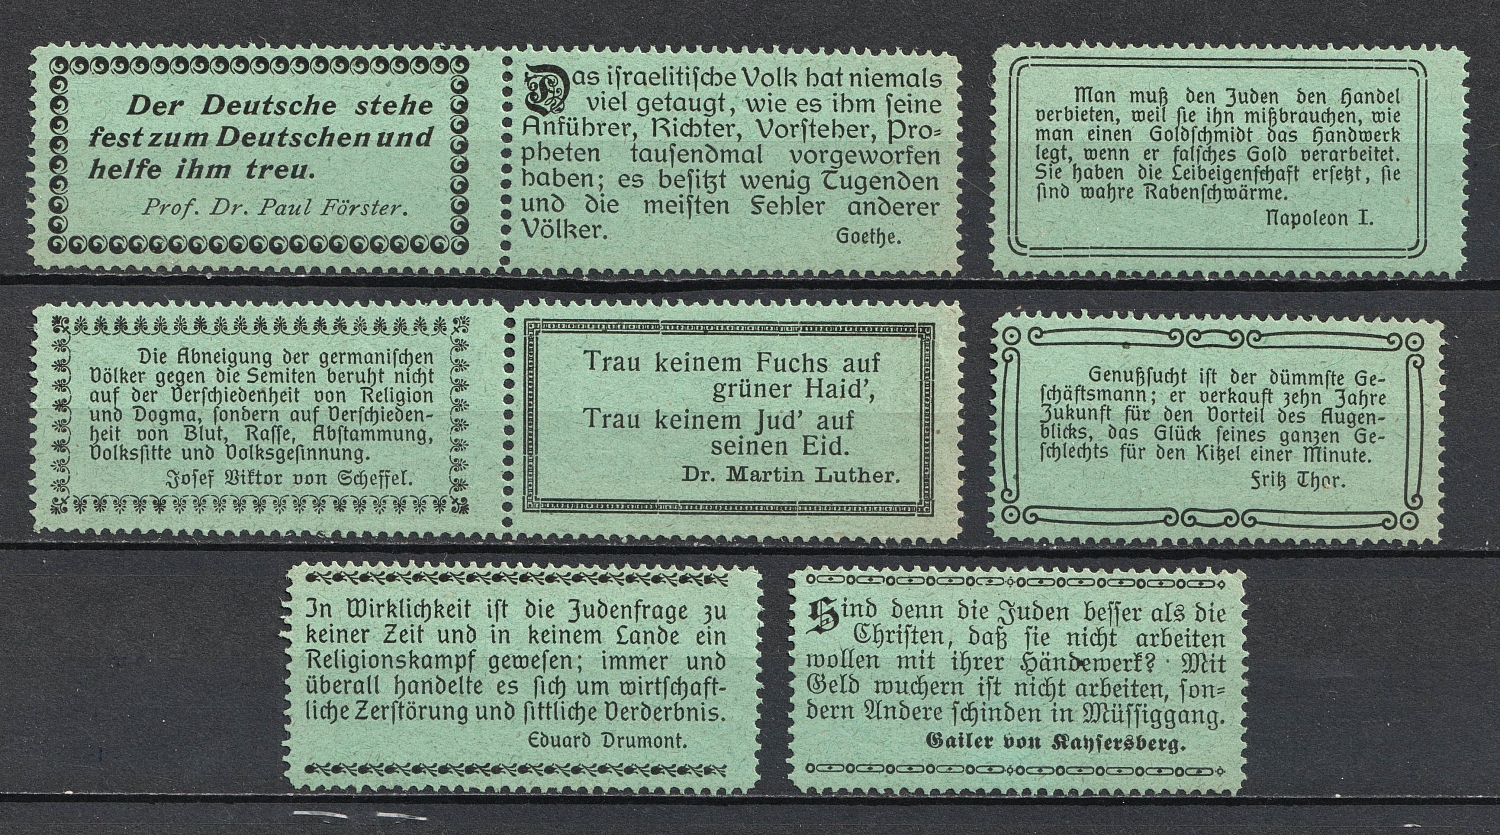 Der Deutsche stehe
fest zum Deutschen und
helfe ihm treu.
Prof. Dr. Paul Förster.
Das israelitische Volk hat niemals
viel getaugt, wie es ihm seine
Anführer, Richter, Vorsteher, Pro-
pheten tausendmal vorgeworfen
haben; es besitzt wenig Tugenden
und die meisten Fehler anderer
Völker.
Goethe.
Man muß den Juden den Handel
verbieten, weil sie ihn mißbrauchen, wie
man einen Goldschmidt das Handwerk
legt, wenn er falsches Gold verarbeitet.
Sie haben die Leibeigenschaft ersetzt, sie
sind wahre Rabenschwärme.
Napoleon I.
Die Abneigung der germanischen
Völker gegen die Semiten beruht nicht
auf der Verschiedenheit von Religion
und Dogma, sondern auf Verschieden-
heit von Blut, Rasse, Abstammung,
Volkssitte und Volksgesinnung.
Josef Viktor von Scheffel.
Trau keinem Fuchs auf
grüner Haid',
Trau keinem Jud' auf
seinen Eid.
Dr. Martin Luther.
Genußsucht ist der dümmste Ge-
schäftsmann; er verkauft zehn Jahre
Zukunft für den Vorteil des Augen-
blicks, das Glück seines ganzen Ge-
schlechts für den Kitzel einer Minute.
Fritz Thor.
In Wirklichkeit ist die Judenfrage zu
keiner Zeit und in keinem Lande ein
Religionskampf gewesen; immer und
überall handelte es sich um wirtschaft-
liche Zerstörung und sittliche Verderbnis.
Eduard Drumont.
Sind denn die Juden besser als die
Christen, daß sie nicht arbeiten
wollen mit ihrer Händewerk? Mit
Geld wuchern ist nicht arbeiten, son-
dern Andere schinden in Müssiggang.
Gailer von Kaysersberg.